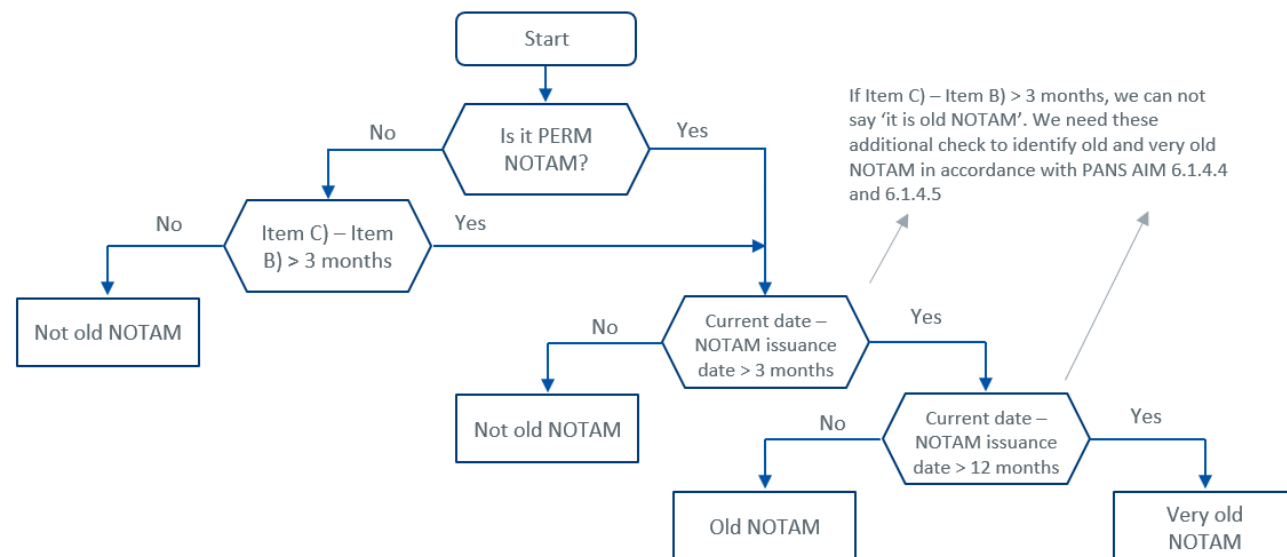 Start
If Item C) – Item B) > 3 months, we can not
say ‘it is old NOTAM’. We need these
additional check to identify old and very old
NOTAM in accordance with PANS AIM 6.1.4.4
and 6.1.4.5
No
Is it PERM
NOTAM?
Yes
No
Item C) – Item
B) > 3 months
Yes
Not old NOTAM
No
Current date –
NOTAM issuance
date > 3 months
Yes
Not old NOTAM
No
Current date –
NOTAM issuance
date > 12 months
Yes
Old NOTAM
Very old
NOTAM